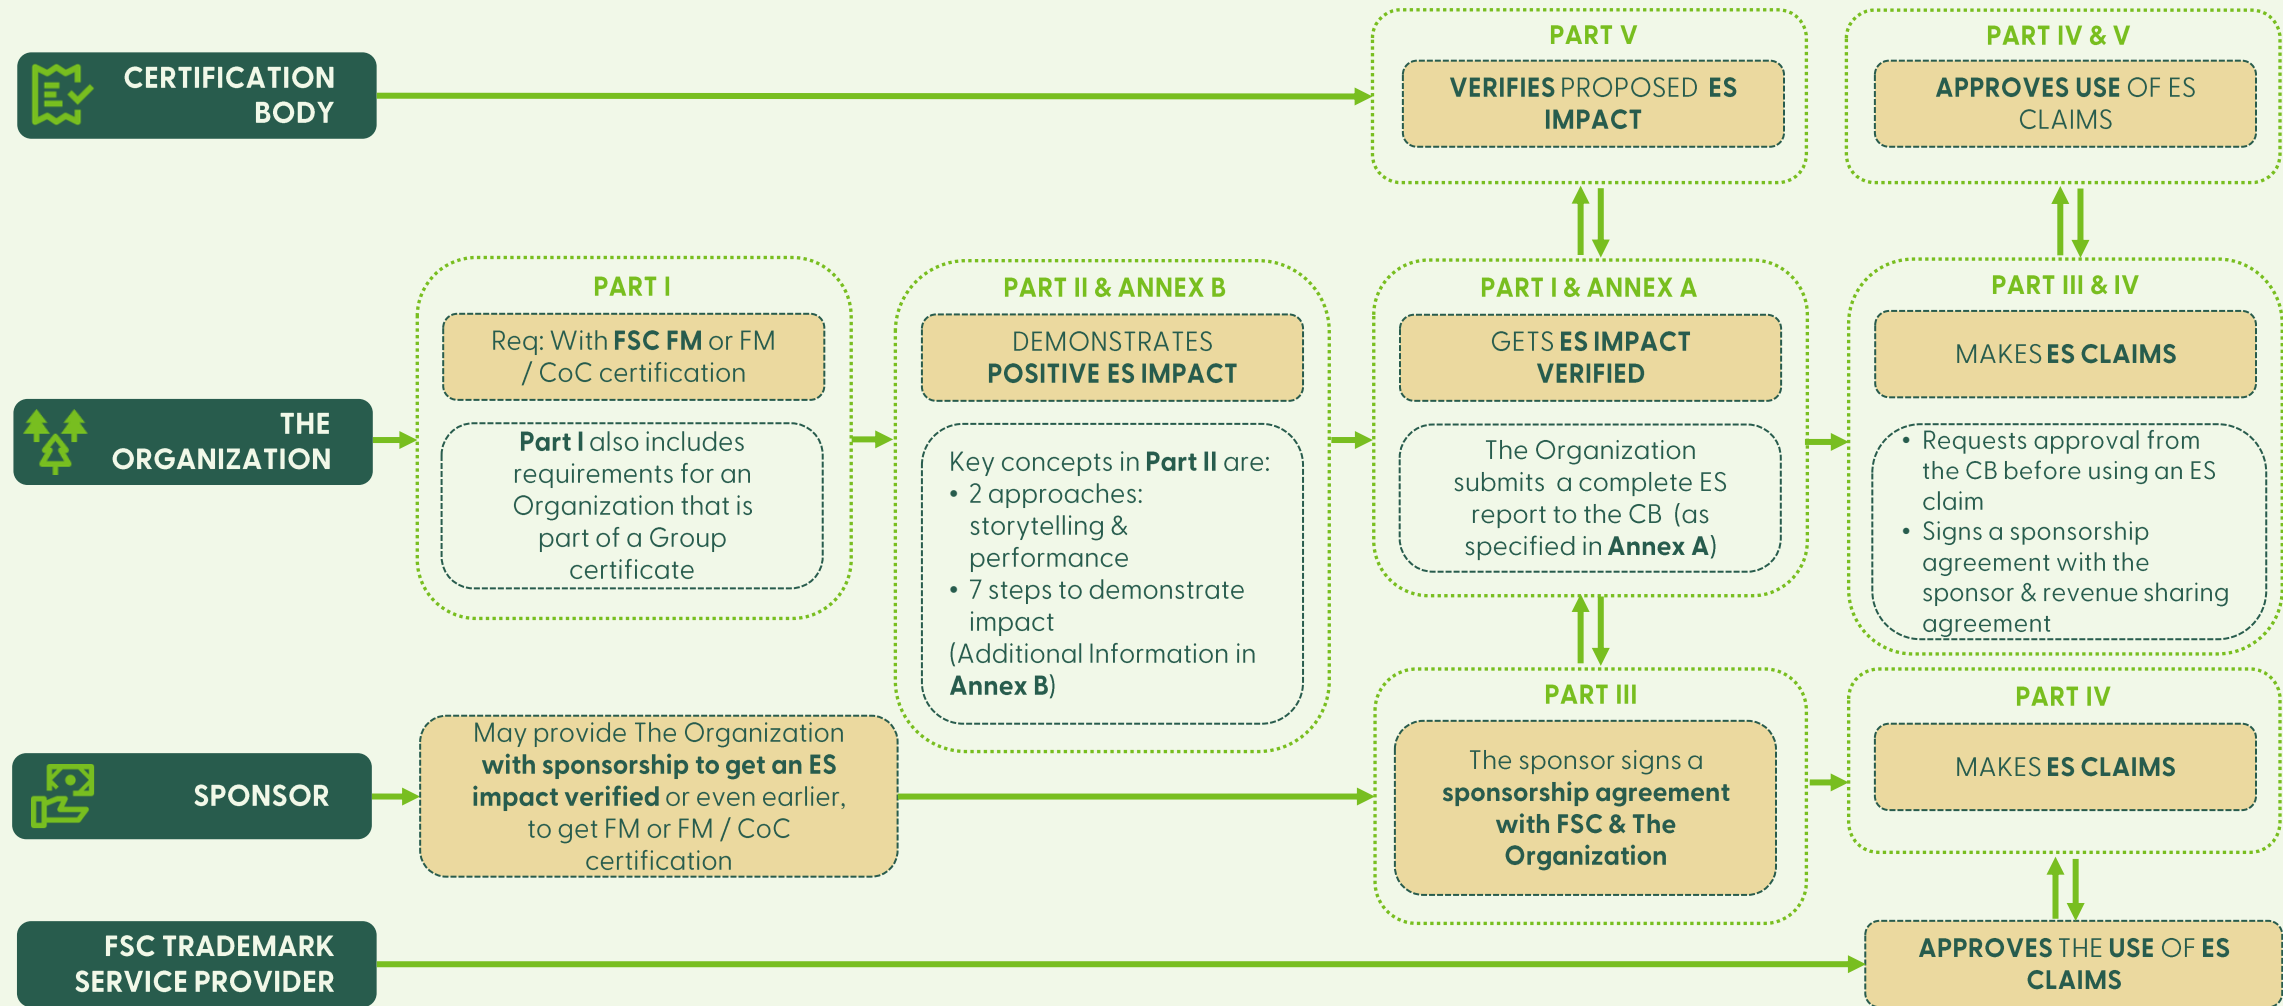 CERTIFICATION
BODY
PART V
VERIFIES PROPOSED ES
IMPACT
PART IV & V
APPROVES USE OF ES
CLAIMS
THE
ORGANIZATION
PART I
Req: With FSC FM or FM
/ CoC certification
Part I also includes
requirements for an
Organization that is
part of a Group
certificate
PART II & ANNEX B
DEMONSTRATES
POSITIVE ES IMPACT
Key concepts in Part II are:
• 2 approaches:
storytelling &
performance
• 7 steps to demonstrate
impact
(Additional Information in
Annex B)
PART I & ANNEX A
GETS ES IMPACT
VERIFIED
The Organization
submits a complete ES
report to the CB (as
specified in Annex A)
PART III & IV
MAKES ES CLAIMS
• Requests approval from
the CB before using an ES
claim
• Signs a sponsorship
agreement with the
sponsor & revenue sharing
agreement
SPONSOR
May provide The Organization
with sponsorship to get an ES
impact verified or even earlier,
to get FM or FM / CoC
certification
PART III
The sponsor signs a
sponsorship agreement
with FSC & The
Organization
PART IV
MAKES ES CLAIMS
FSC TRADEMARK
SERVICE PROVIDER
APPROVES THE USE OF ES
CLAIMS